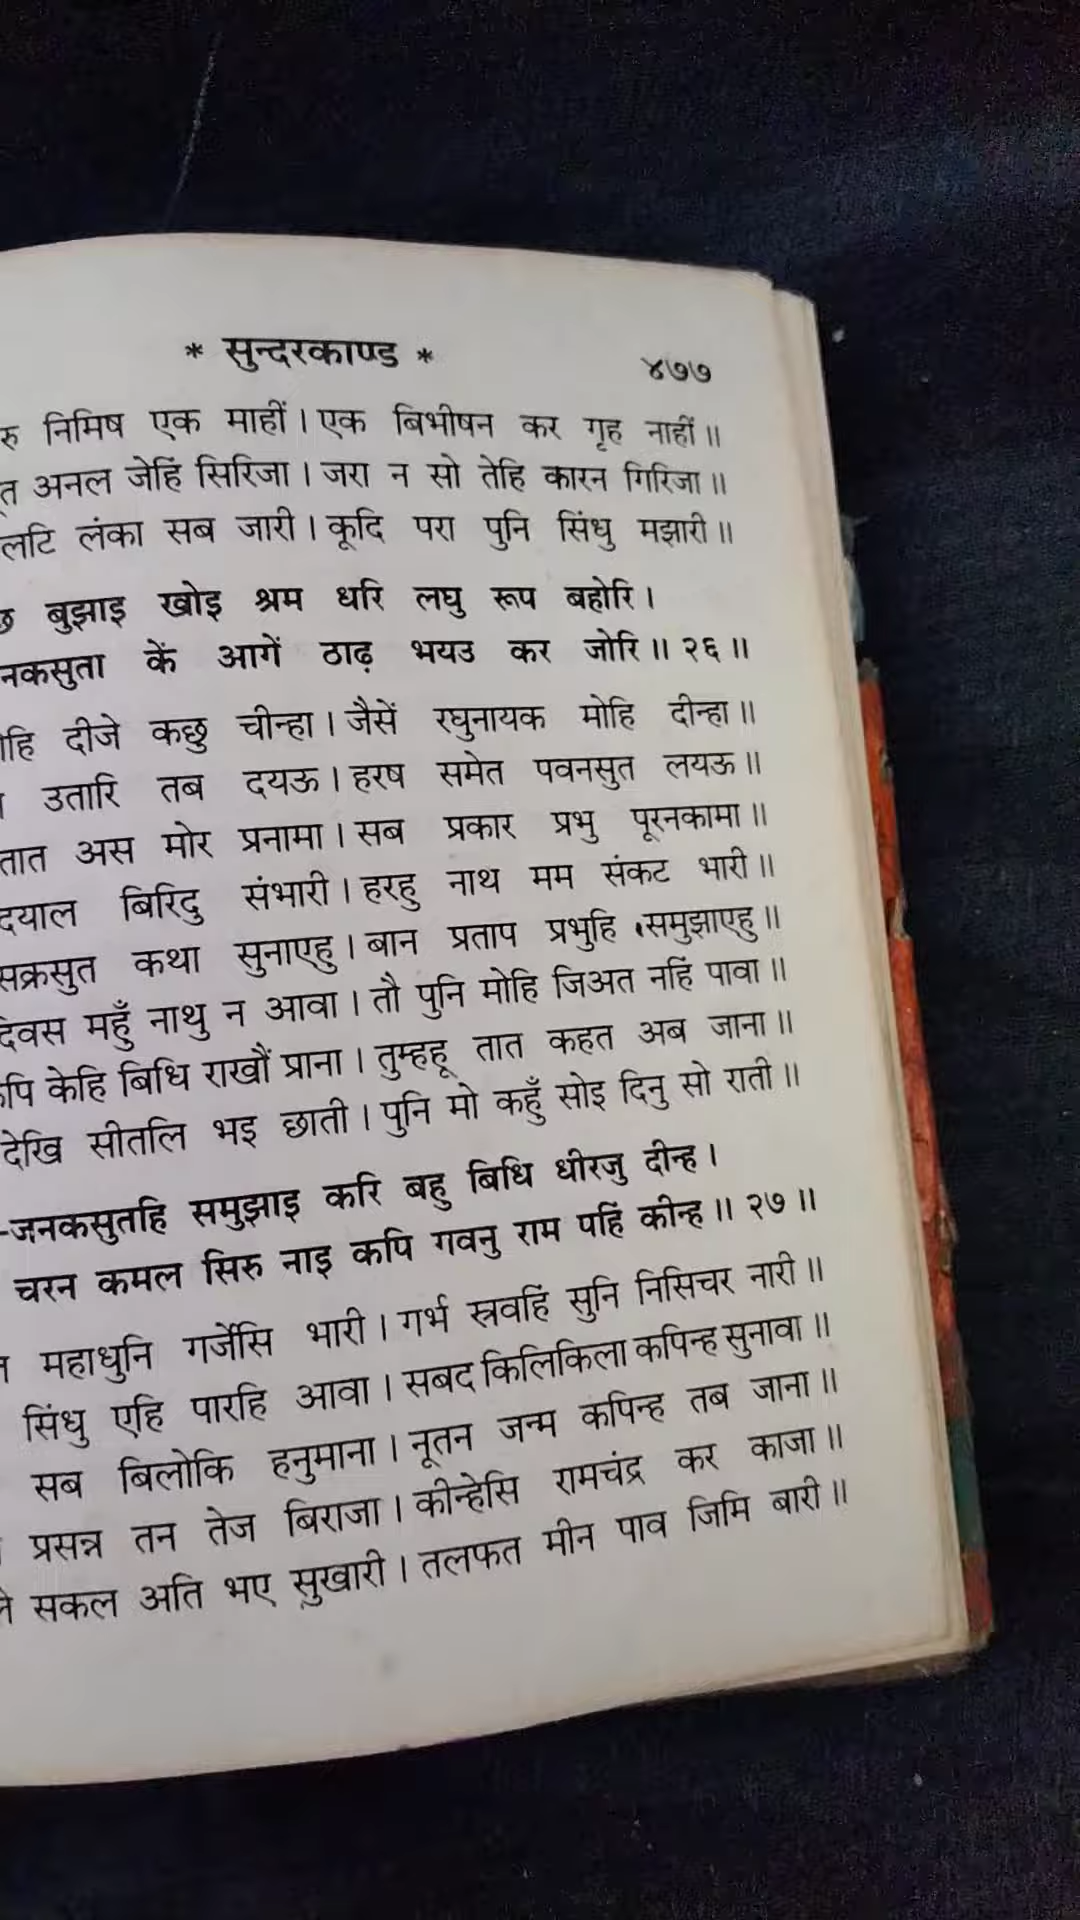 * सुन्दरकाण्ड *
४७७
निमिष एक माहीं। एक बिभीषन कर गृह नाहीं॥
अनल जेहिं सिरिजा। जरा न सो तेहि कारन गिरिजा॥
लंका सब जारी। कूदि परा पुनि सिंधु मझारी॥
बुझाइ खोइ श्रम धरि लघु रूप बहोरि।
कें आगें ठाढ़ भयउ कर जोरि॥ २६॥
दीजे कछु चीन्हा। जैसें रघुनायक मोहि दीन्हा॥
उतारि तब दयऊ। हरष समेत पवनसुत लयऊ॥
तात अस मोर प्रनामा। सब प्रकार प्रभु पूरनकामा॥
दयाल बिरिदु संभारी। हरहु नाथ मम संकट भारी॥
सक्रसुत कथा सुनाएहु। बान प्रताप प्रभुहि समुझाएहु॥
दिवस महुँ नाथु न आवा। तौ पुनि मोहि जिअत नहिं पावा॥
केहि बिधि राखौं प्राना। तुम्हहू तात कहत अब जाना॥
देखि सीतलि भइ छाती। पुनि मो कहुँ सोइ दिनु सो राती॥
-जनकसुतहि समुझाइ करि बहु बिधि धीरजु दीन्ह।
चरन कमल सिरु नाइ कपि गवनु राम पहिं कीन्ह॥ २७॥
महाधुनि गर्जेसि भारी। गर्भ स्रवहिं सुनि निसिचर नारी॥
सिंधु एहि पारहि आवा। सबद किलिकिला कपिन्ह सुनावा॥
सब बिलोकि हनुमाना। नूतन जन्म कपिन्ह तब जाना॥
प्रसन्न तन तेज बिराजा। कीन्हेसि रामचंद्र कर काजा॥
सकल अति भए सुखारी। तलफत मीन पाव जिमि बारी॥